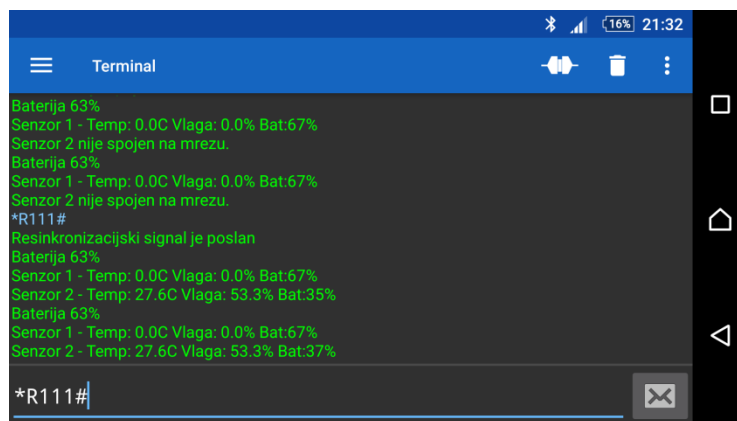 16% 21:32
Terminal
Baterija 63%
Senzor 1 - Temp: 0.0C Vlaga: 0.0% Bat:67%
Senzor 2 nije spojen na mrezu.
Baterija 63%
Senzor 1 - Temp: 0.0C Vlaga: 0.0% Bat:67%
Senzor 2 nije spojen na mrezu.
*R111#
Resinkronizacijski signal je poslan
Baterija 63%
Senzor 1 - Temp: 0.0C Vlaga: 0.0% Bat:67%
Senzor 2 - Temp: 27.6C Vlaga: 53.3% Bat:35%
Baterija 63%
Senzor 1 - Temp: 0.0C Vlaga: 0.0% Bat:67%
Senzor 2 - Temp: 27.6C Vlaga: 53.3% Bat:37%
*R111#